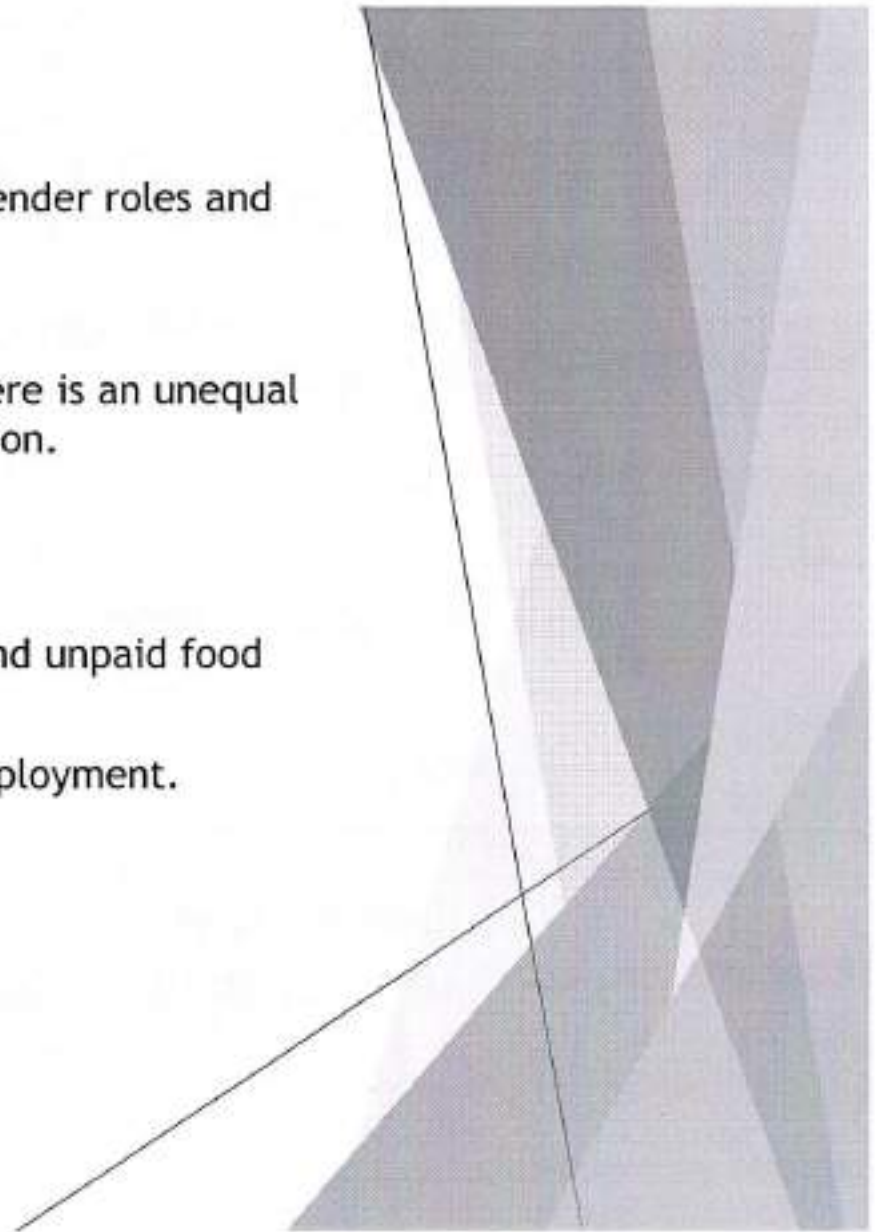 ender roles and
ere is an unequal
on.
nd unpaid food
ployment.